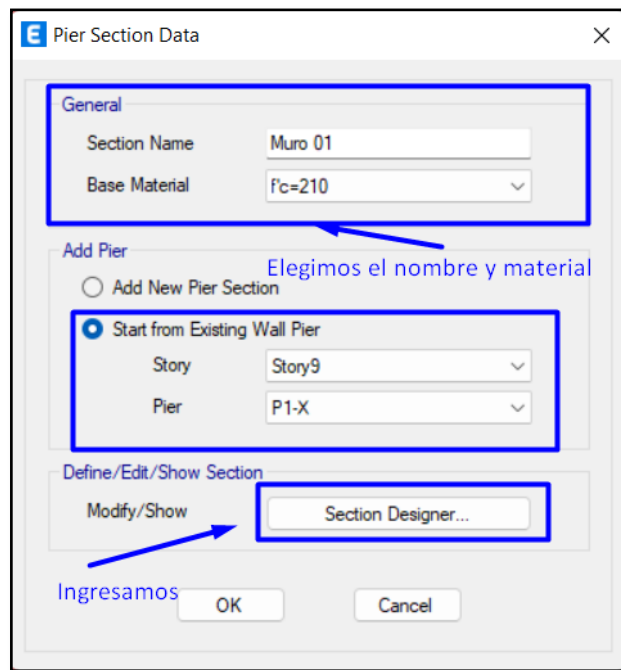 E Pier Section Data
General
Section Name Muro 01
Base Material f'c=210
Elegimos el nombre y material
Add Pier
Add New Pier Section
Start from Existing Wall Pier
Story Story9
Pier P1-X
Define/Edit/Show Section
Modify/Show Section Designer...
Ingresamos
OK Cancel